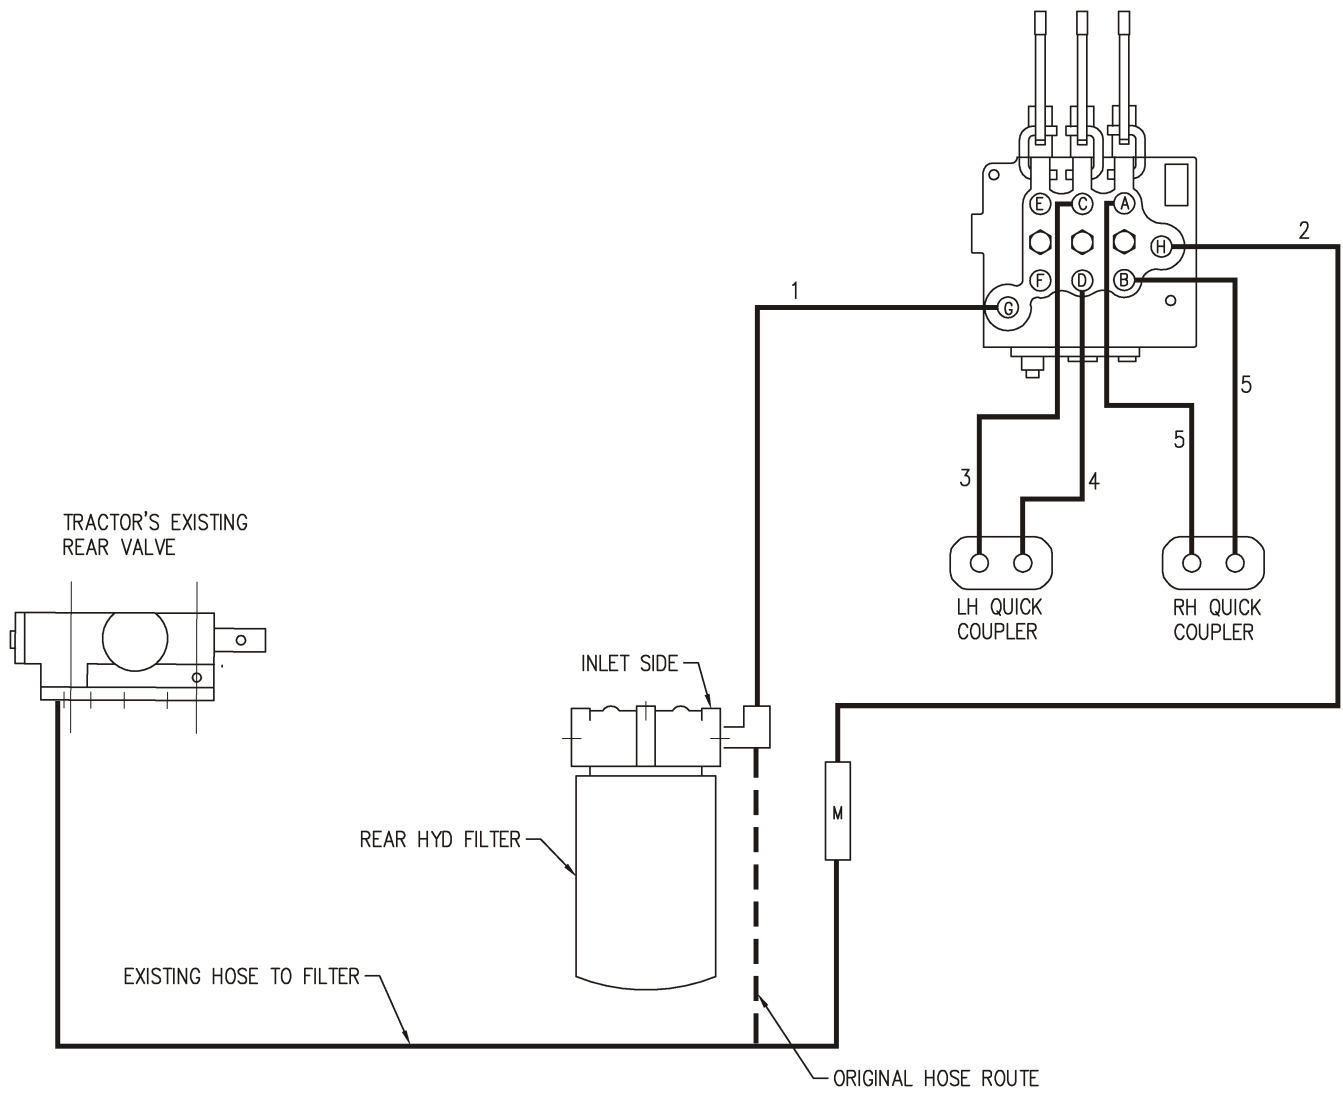 E C A
2
H
F D B
1
G
5
5
3
4
TRACTOR'S EXISTING
REAR VALVE
LH QUICK
COUPLER
RH QUICK
COUPLER
INLET SIDE
M
REAR HYD FILTER
EXISTING HOSE TO FILTER
ORIGINAL HOSE ROUTE